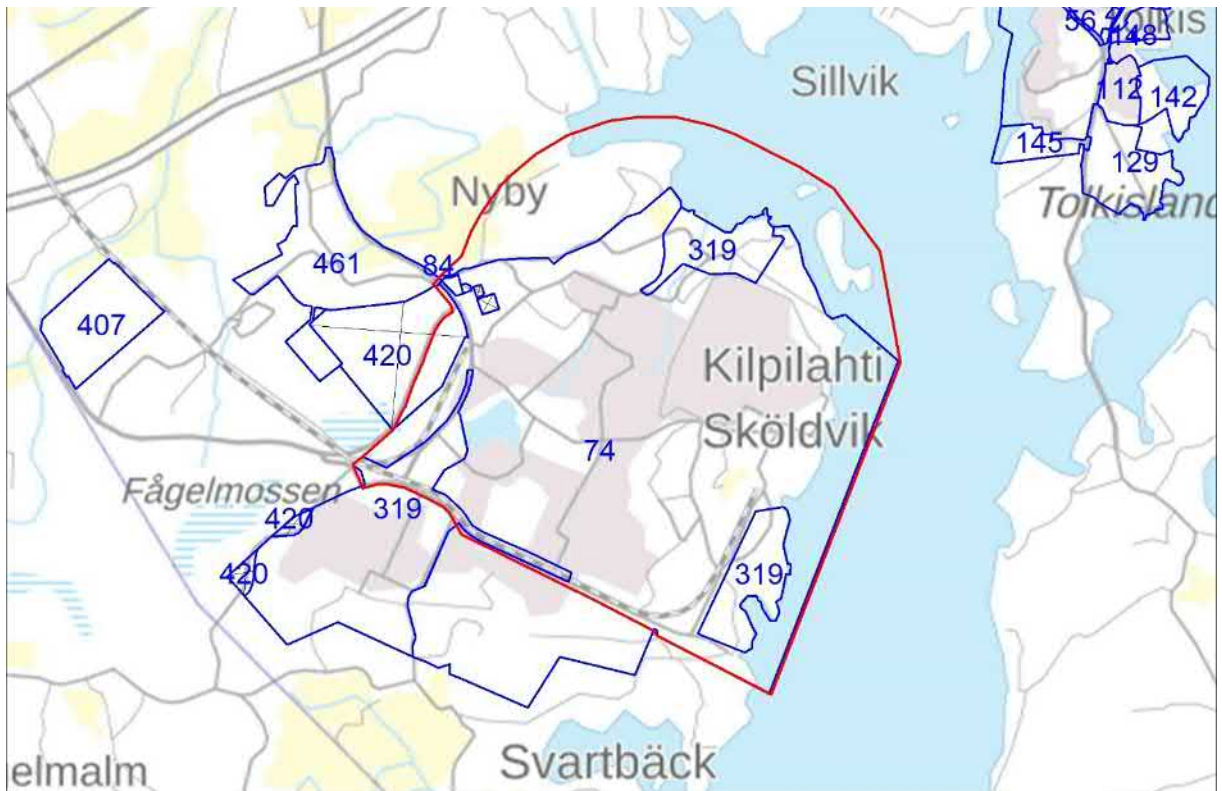 56
148
Sillvik
112
142
145
129
Nyby
Tolkisland
319
84
461
407
420
Kilpilahti
Sköldvik
74
Fågelmossen
319
420
420
319
Svartbäck
elmalm